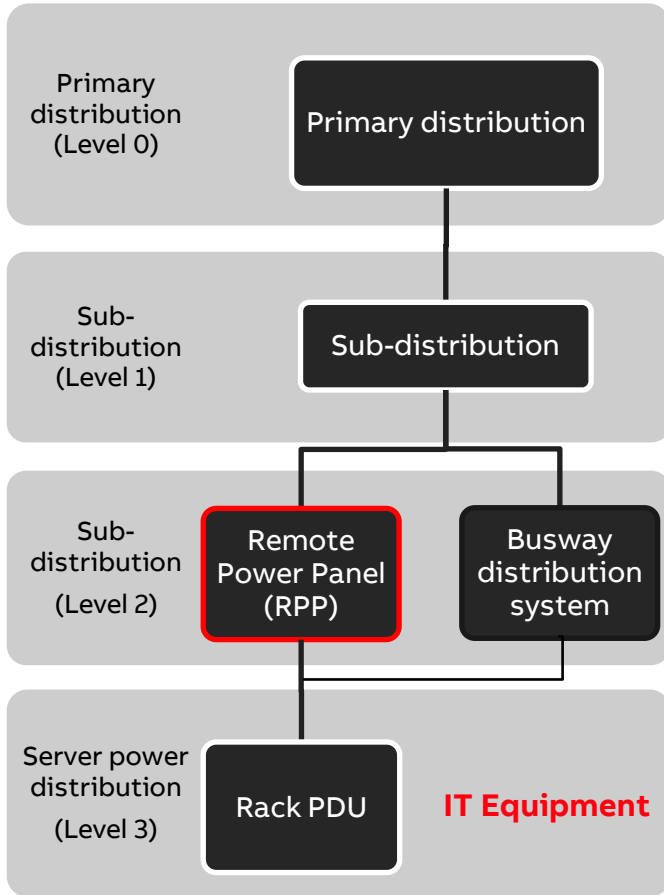 Primary
distribution
(Level 0)
Primary distribution
Sub-
distribution
(Level 1)
Sub-distribution
Sub-
distribution
(Level 2)
Remote
Power Panel
(RPP)
Busway
distribution
system
Server power
distribution
(Level 3)
Rack PDU
IT Equipment